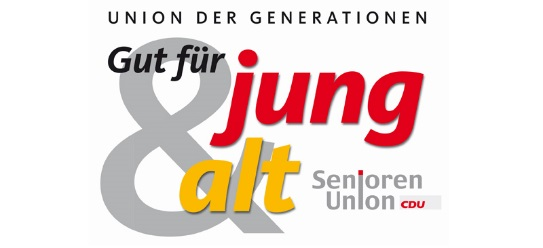 UNION DER GENERATIONEN
Gut für
jung
&
alt
Senioren
Union CDU